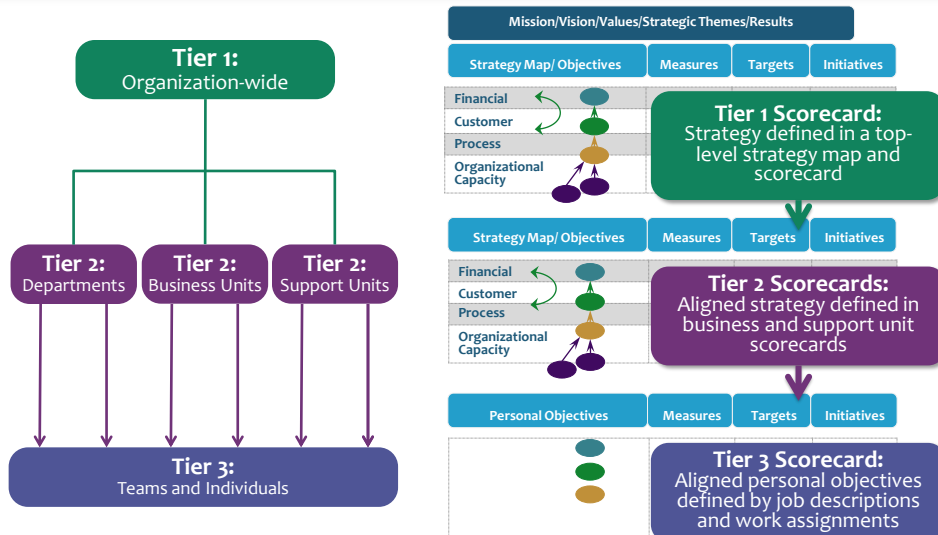 Tier 1:
Organization-wide
Tier 2:
Departments
Tier 2:
Business Units
Tier 2:
Support Units
Tier 3:
Teams and Individuals
Mission/Vision/Values/Strategic Themes/Results
Strategy Map/ Objectives
Measures
Targets
Initiatives
Financial
Customer
Process
Organizational
Capacity
Tier 1 Scorecard:
Strategy defined in a top-
level strategy map and
scorecard
Strategy Map/ Objectives
Measures
Targets
Initiatives
Financial
Customer
Process
Organizational
Capacity
Tier 2 Scorecards:
Aligned strategy defined in
business and support unit
scorecards
Personal Objectives
Measures
Targets
Initiatives
Tier 3 Scorecard:
Aligned personal objectives
defined by job descriptions
and work assignments